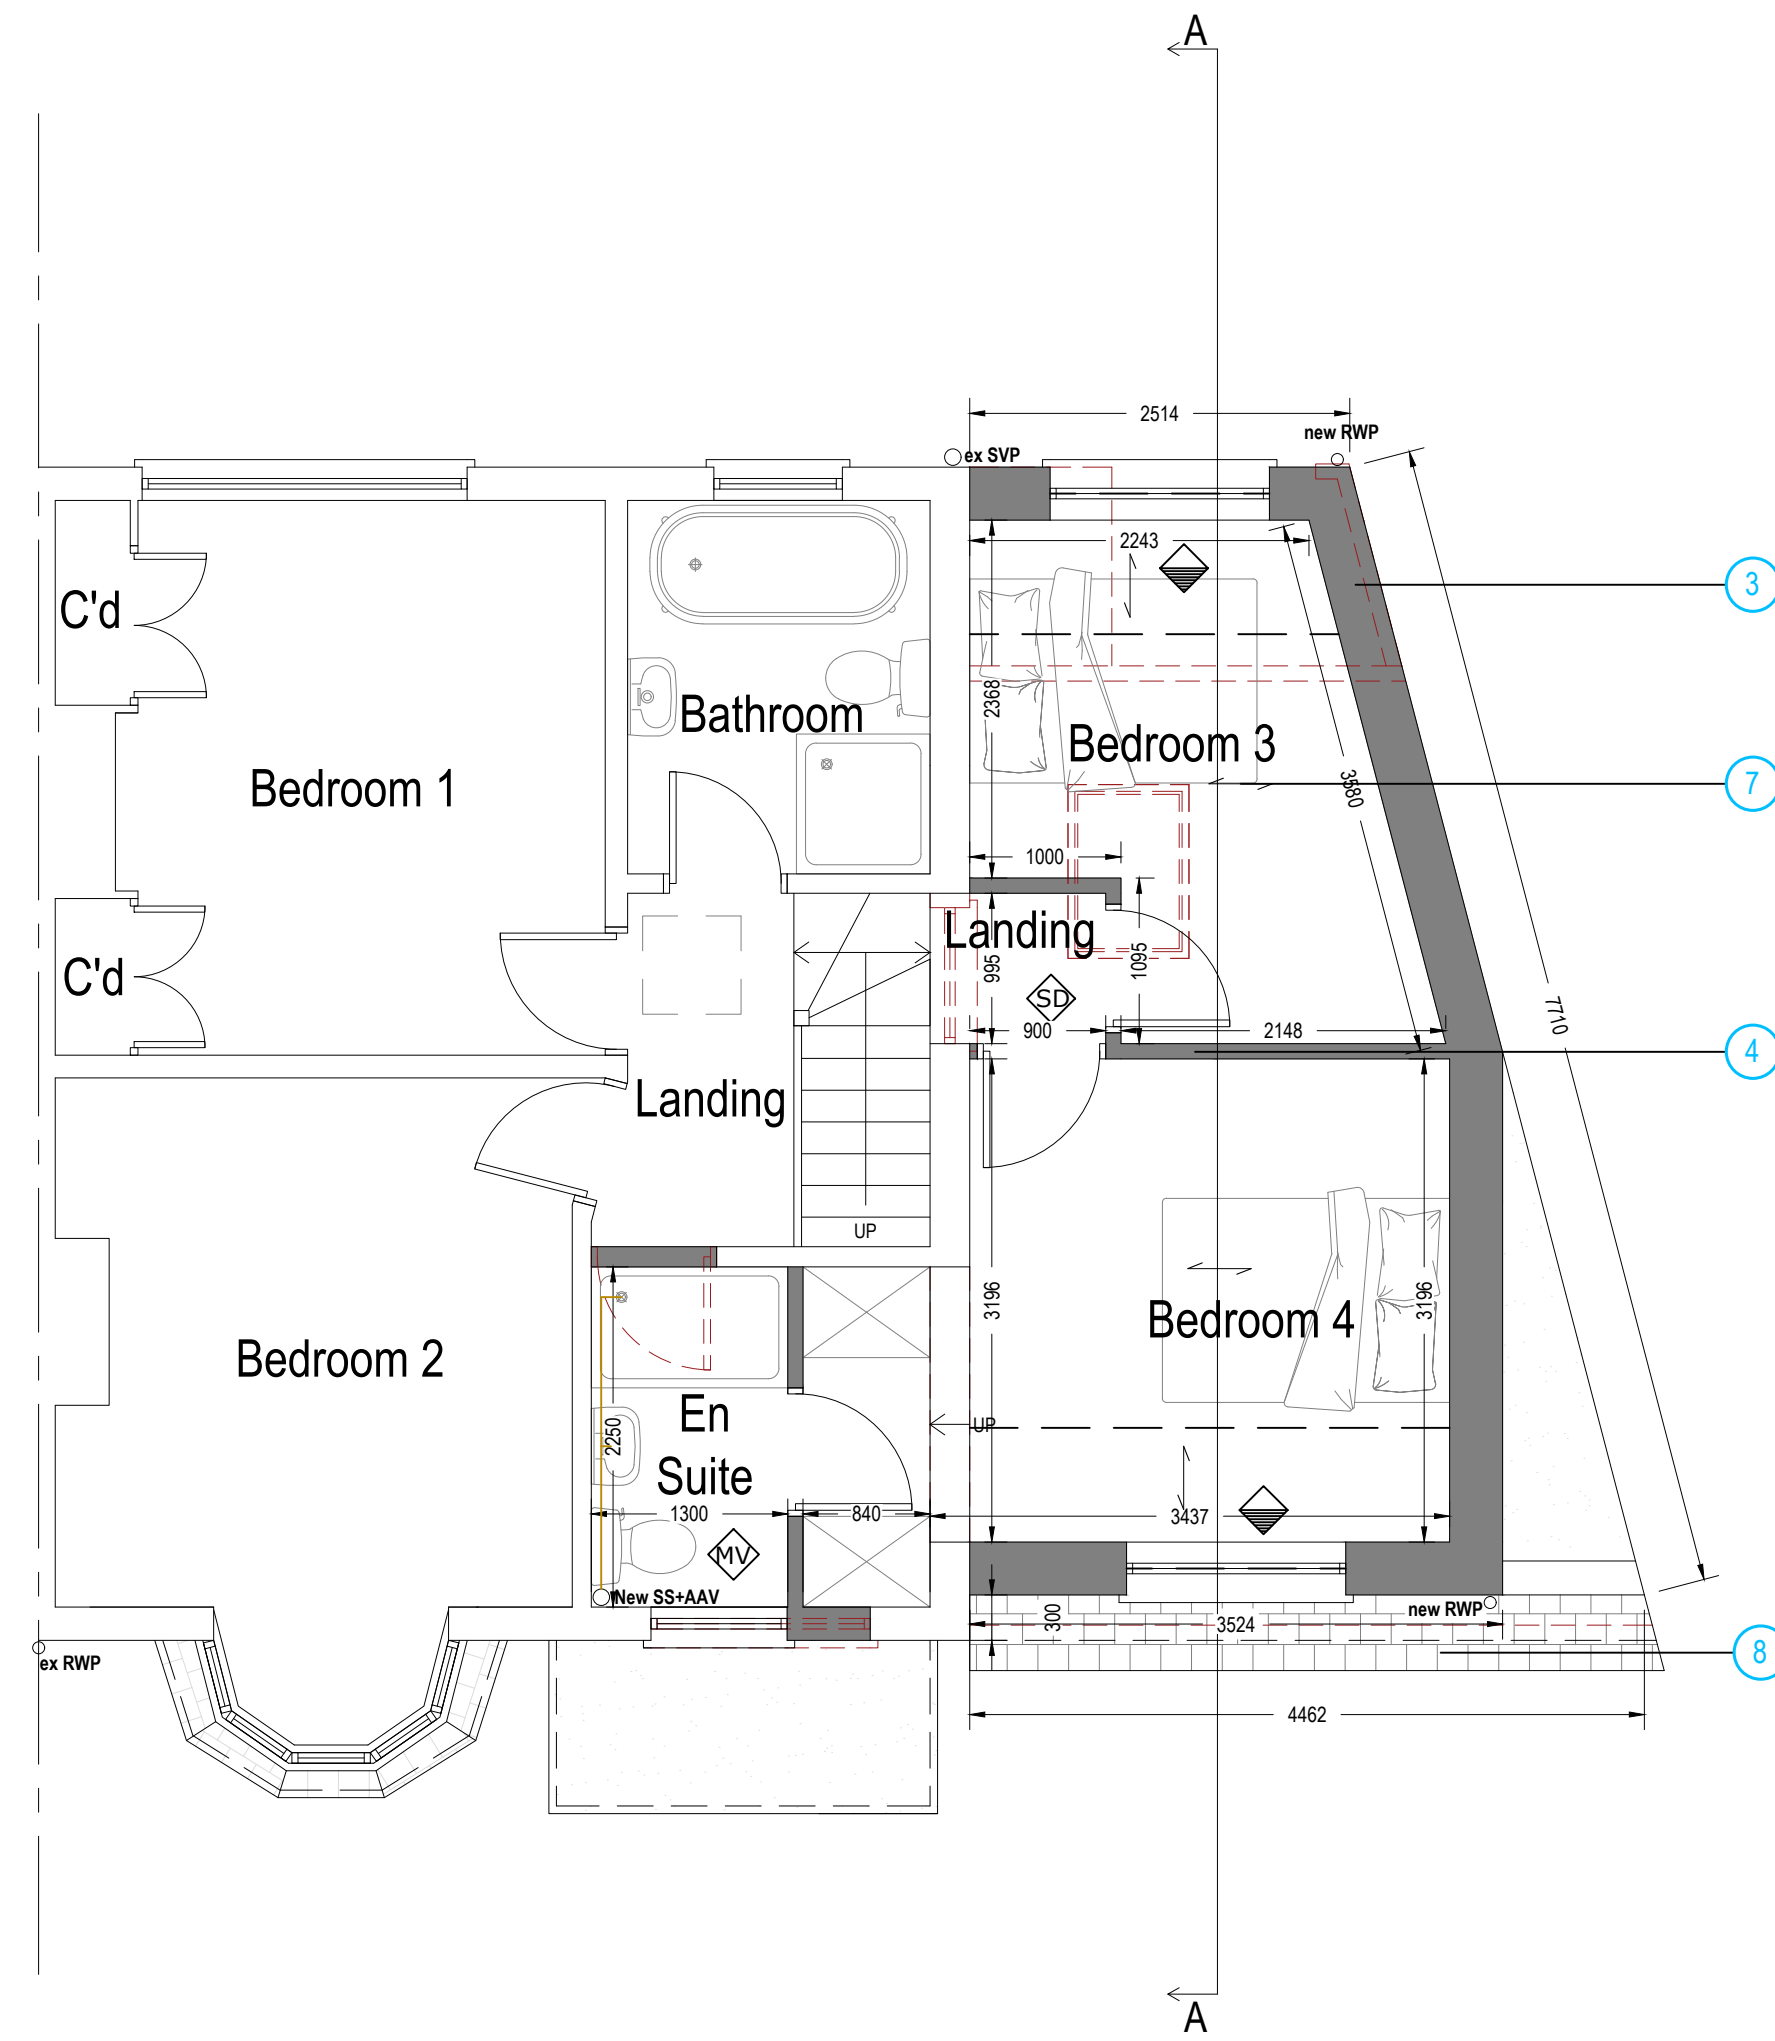 A
2514
new RWP
ex SVP
2243
3
C'd
2368
Bathroom
Bedroom 3
Bedroom 1
3580
7
1000
Landing
995
1095
C'd
SD
7710
900
2148
4
Landing
UP
3196
Bedroom 4
3196
Bedroom 2
En
Suite
2250
UP
1300
840
3437
MV
New SS+AAV
300
new RWP
3524
8
ex RWP
4462
A